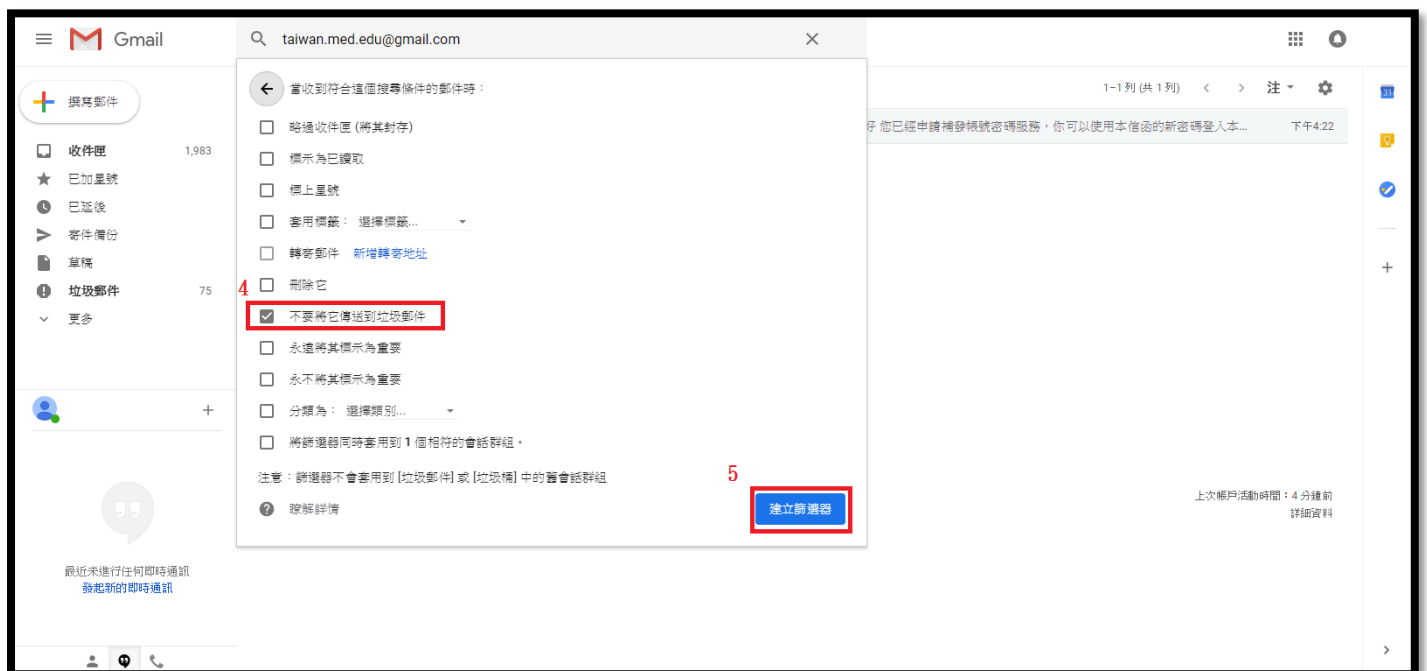 Gmail
taiwan.med.edu@gmail.com
撰寫郵件
收件匣 1,983
已加星號
已延後
寄件備份
草稿
垃圾郵件 75
更多
最近未進行任何即時通訊
發起新的即時通訊
當收到符合這個搜尋條件的郵件時：
略過收件匣 (將其封存)
標示為已讀取
標上星號
套用標籤： 選擇標籤...
轉寄郵件 新增轉寄地址
刪除它
4
不要將它傳送到垃圾郵件
永遠將其標示為重要
永不將其標示為重要
分類為： 選擇類別...
將篩選器同時套用到 1 個相符的會話群組。
注意：篩選器不會套用到 [垃圾郵件] 或 [垃圾桶] 中的舊會話群組
5
瞭解詳情
建立篩選器
1-1 列 (共 1 列) 注
好 您已經申請補發帳號密碼服務，你可以使用本信函的新密碼登入本... 下午4:22
31
上次帳戶活動時間：4 分鐘前
詳細資料